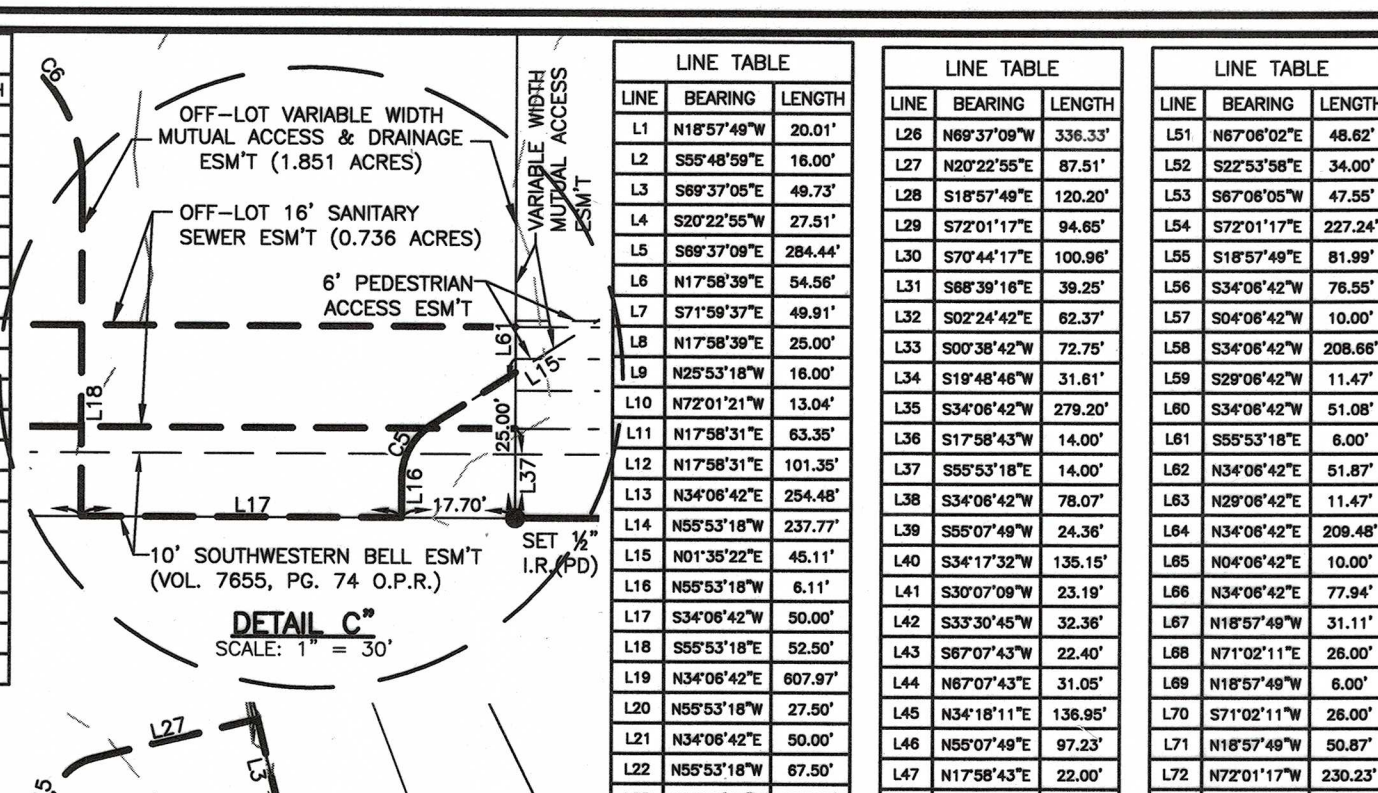 C6
OFF-LOT VARIABLE WIDTH
MUTUAL ACCESS & DRAINAGE
ESM'T (1.851 ACRES)
VARIABLE WIDTH
MUTUAL ACCESS
ESM'T
OFF-LOT 16' SANITARY
SEWER ESM'T (0.736 ACRES)
6' PEDESTRIAN
ACCESS ESM'T
L61
L15
L18
25.00'
C5
L16
L37
L17
17.70'
SET ½"
I.R.(PD)
10' SOUTHWESTERN BELL ESM'T
(VOL. 7655, PG. 74 O.P.R.)
DETAIL C"
SCALE: 1" = 30'
L27
LINE TABLE
LINE BEARING LENGTH
L1 N18°57'49"W 20.01'
L2 S55°48'59"E 16.00'
L3 S69°37'05"E 49.73'
L4 S20°22'55"W 27.51'
L5 S69°37'09"E 284.44'
L6 N17°58'39"E 54.56'
L7 S71°59'37"E 49.91'
L8 N17°58'39"E 25.00'
L9 N25°53'18"W 16.00'
L10 N72°01'21"W 13.04'
L11 N17°58'31"E 63.35'
L12 N17°58'31"E 101.35'
L13 N34°06'42"E 254.48'
L14 N55°53'18"W 237.77'
L15 N01°35'22"E 45.11'
L16 N55°53'18"W 6.11'
L17 S34°06'42"W 50.00'
L18 S55°53'18"E 52.50'
L19 N34°06'42"E 607.97'
L20 N55°53'18"W 27.50'
L21 N34°06'42"E 50.00'
L22 N55°53'18"W 67.50'
LINE TABLE
LINE BEARING LENGTH
L26 N69°37'09"W 336.33'
L27 N20°22'55"E 87.51'
L28 S18°57'49"E 120.20'
L29 S72°01'17"E 94.65'
L30 S70°44'17"E 100.96'
L31 S68°39'16"E 39.25'
L32 S02°24'42"E 62.37'
L33 S00°38'42"W 72.75'
L34 S19°48'46"W 31.61'
L35 S34°06'42"W 279.20'
L36 S17°58'43"W 14.00'
L37 S55°53'18"E 14.00'
L38 S34°06'42"W 78.07'
L39 S55°07'49"W 24.36'
L40 S34°17'32"W 135.15'
L41 S30°07'09"W 23.19'
L42 S33°30'45"W 32.36'
L43 S67°07'43"W 22.40'
L44 N67°07'43"E 31.05'
L45 N34°18'11"E 136.95'
L46 N55°07'49"E 97.23'
L47 N17°58'43"E 22.00'
LINE TABLE
LINE BEARING LENGTH
L51 N67°06'02"E 48.62'
L52 S22°53'58"E 34.00'
L53 S67°06'05"W 47.55'
L54 S72°01'17"E 227.24'
L55 S18°57'49"E 81.99'
L56 S34°06'42"W 76.55'
L57 S04°06'42"W 10.00'
L58 S34°06'42"W 208.66'
L59 S29°06'42"W 11.47'
L60 S34°06'42"W 51.08'
L61 S55°53'18"E 6.00'
L62 N34°06'42"E 51.87'
L63 N29°06'42"E 11.47'
L64 N34°06'42"E 209.48'
L65 N04°06'42"E 10.00'
L66 N34°06'42"E 77.94'
L67 N18°57'49"W 31.11'
L68 N71°02'11"E 26.00'
L69 N18°57'49"W 6.00'
L70 S71°02'11"W 26.00'
L71 N18°57'49"W 50.87'
L72 N72°01'17"W 230.23'